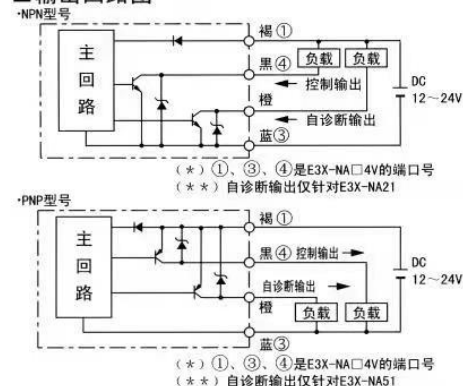 ·NPN型号
主
回
路
褐①
黑④
负载 负载
控制输出
DC
12～24V
橙
自诊断输出
蓝③
(*) ①、③、④是E3X-NA□4V的端口号
(**) 自诊断输出仅针对E3X-NA21
·PNP型号
主
回
路
褐①
黑④ 控制输出
DC
12～24V
自诊断输出
橙
负载 负载
蓝③
(*) ①、③、④是E3X-NA□4V的端口号
(**) 自诊断输出仅针对E3X-NA51